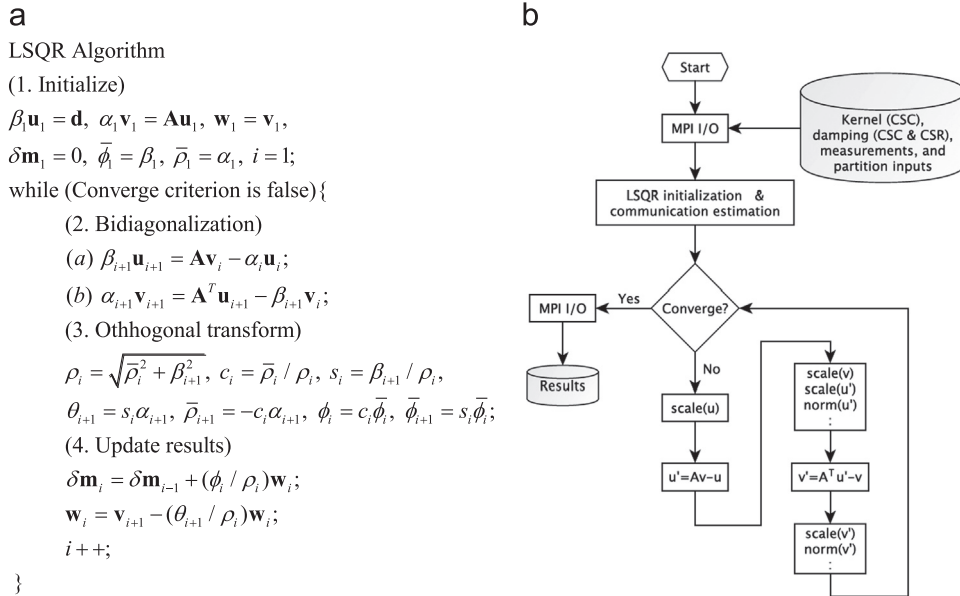 a
LSQR Algorithm
(1. Initialize)
β₁u₁ = d, α₁v₁ = Au₁, w₁ = v₁,
δm₁ = 0, ϕ̄₁ = β₁, ρ̄₁ = α₁, i = 1;
while (Converge criterion is false){
(2. Bidiagonalization)
(a) βᵢ₊₁uᵢ₊₁ = Avᵢ − αᵢuᵢ;
(b) αᵢ₊₁vᵢ₊₁ = Aᵀuᵢ₊₁ − βᵢ₊₁vᵢ;
(3. Othhogonal transform)
ρᵢ = √(ρ̄ᵢ² + βᵢ₊₁²), cᵢ = ρ̄ᵢ / ρᵢ, sᵢ = βᵢ₊₁ / ρᵢ,
θᵢ₊₁ = sᵢαᵢ₊₁, ρ̄ᵢ₊₁ = −cᵢαᵢ₊₁, ϕᵢ = cᵢϕ̄ᵢ, ϕ̄ᵢ₊₁ = sᵢϕ̄ᵢ;
(4. Update results)
δmᵢ = δmᵢ₋₁ + (ϕᵢ / ρᵢ)wᵢ;
wᵢ = vᵢ₊₁ − (θᵢ₊₁ / ρᵢ)wᵢ;
i++;
}
b
Start
MPI I/O
Kernel (CSC),
damping (CSC & CSR),
measurements, and
partition inputs
LSQR initialization &
communication estimation
Converge?
Yes
MPI I/O
Results
No
scale(u)
u'=Av-u
scale(v)
scale(u')
norm(u')
:
v'=Aᵀu'-v
scale(v')
norm(v')
: